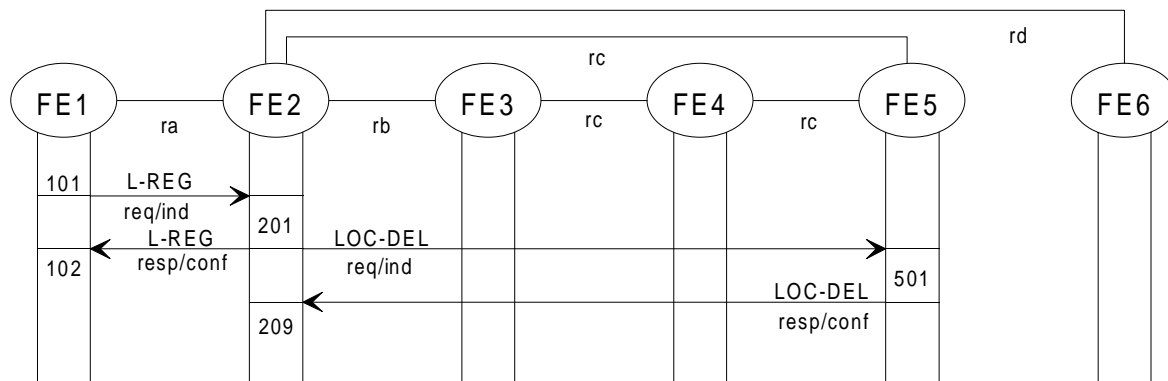 rd
rc
FE1
FE2
FE3
FE4
FE5
FE6
ra
rb
rc
rc
101
L-REG
req/ind
201
L-REG
resp/conf
LOC-DEL
req/ind
102
501
LOC-DEL
resp/conf
209